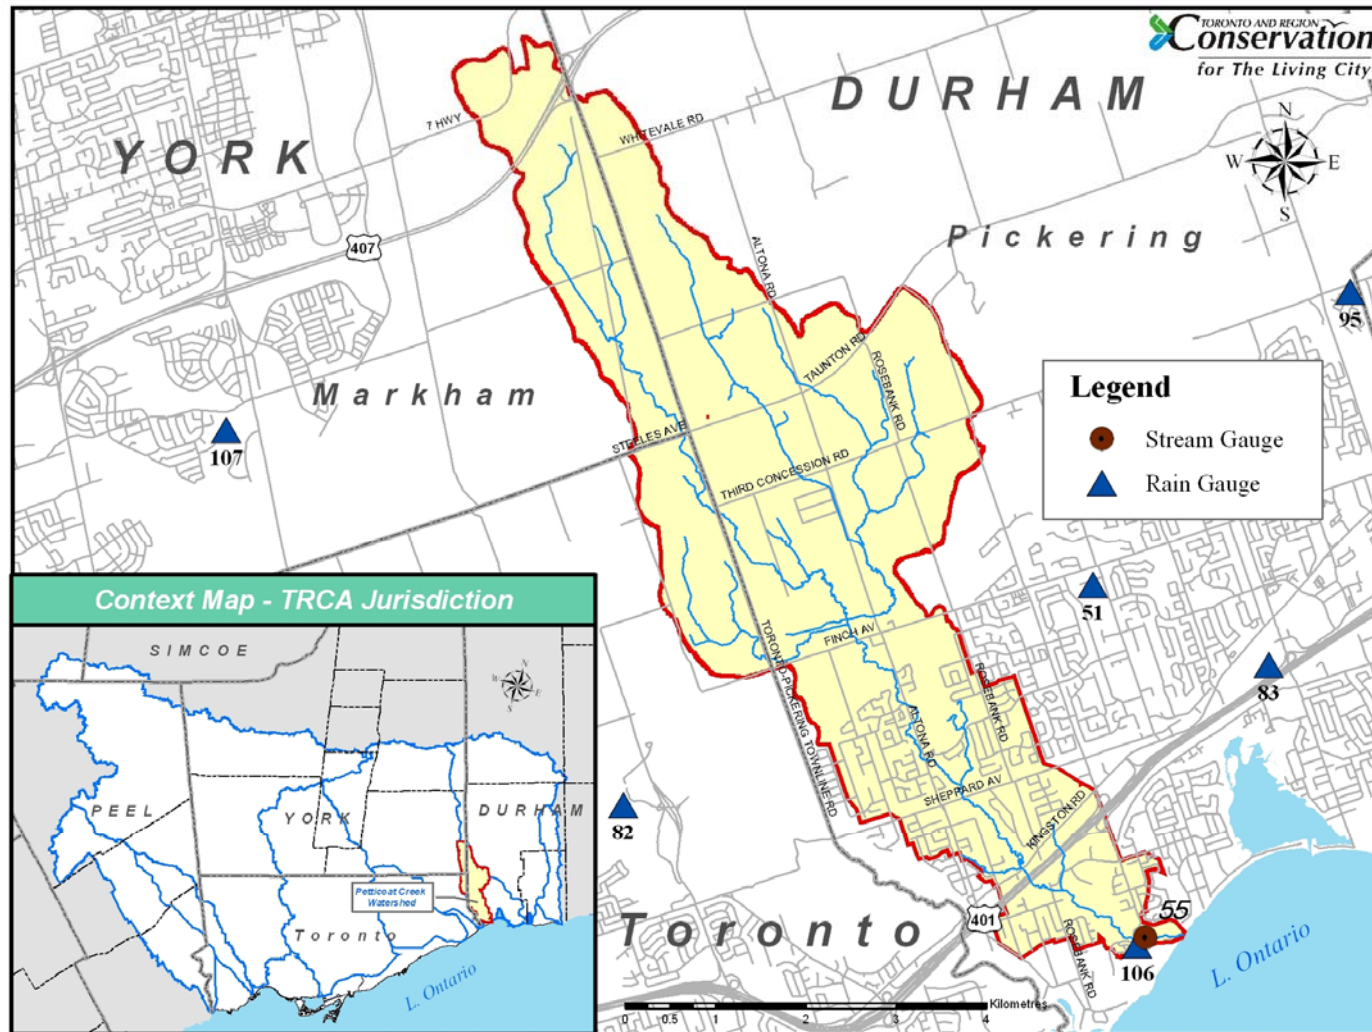 TORONTO AND REGION
Conservation
for The Living City
DURHAM
YORK
7 HWY
WHITEVALE RD
N
W E
S
407
Pickering
ALTONA RD
95
Markham
TAUNTON RD
ROSEBANK RD
Legend
Stream Gauge
Rain Gauge
107
STEELES AVE
THIRD CONCESSION RD
51
Context Map - TRCA Jurisdiction
FINCH AV
TORONTO-PICKERING TOWNLINE RD
ROSEBANK RD
83
SIMCOE
N
W E
S
ALTONA RD
SHEPPARD AV
KINGSTON RD
82
PEEL
YORK
DURHAM
Petticoat Creek
Watershed
Toronto
L. Ontario
Toronto
401
ROSEBANK RD
55
106
L. Ontario
Kilometres
0 0.5 1 2 3 4